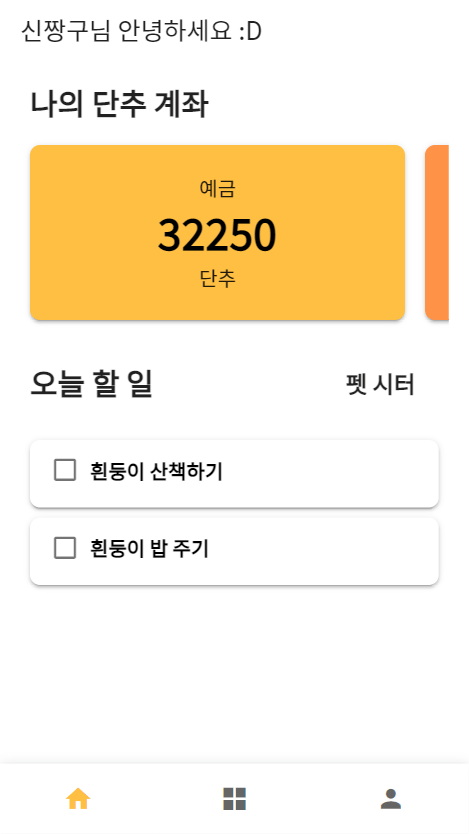 신짱구님 안녕하세요 :D
나의 단추 계좌
예금
32250
단추
오늘 할 일
펫 시터
흰둥이 산책하기
흰둥이 밥 주기